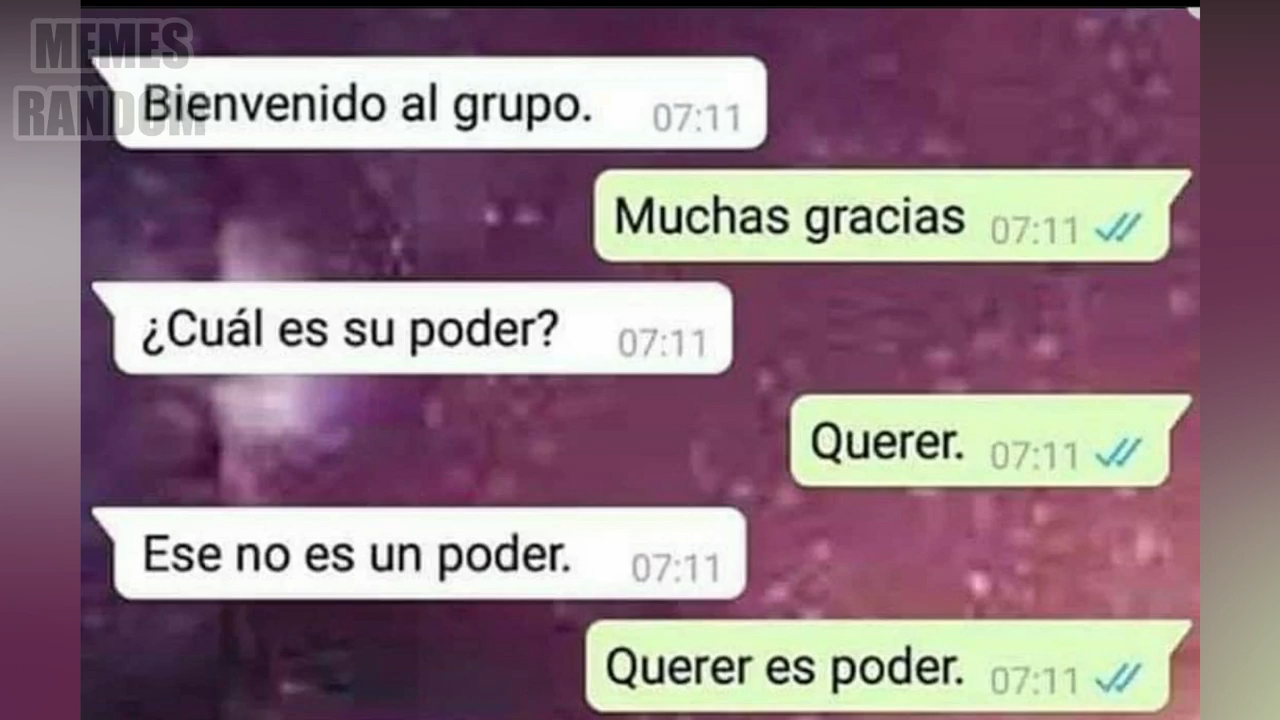 MEMES
RANDOM
Bienvenido al grupo. 07:11
Muchas gracias 07:11
¿Cuál es su poder? 07:11
Querer. 07:11
Ese no es un poder. 07:11
Querer es poder. 07:11